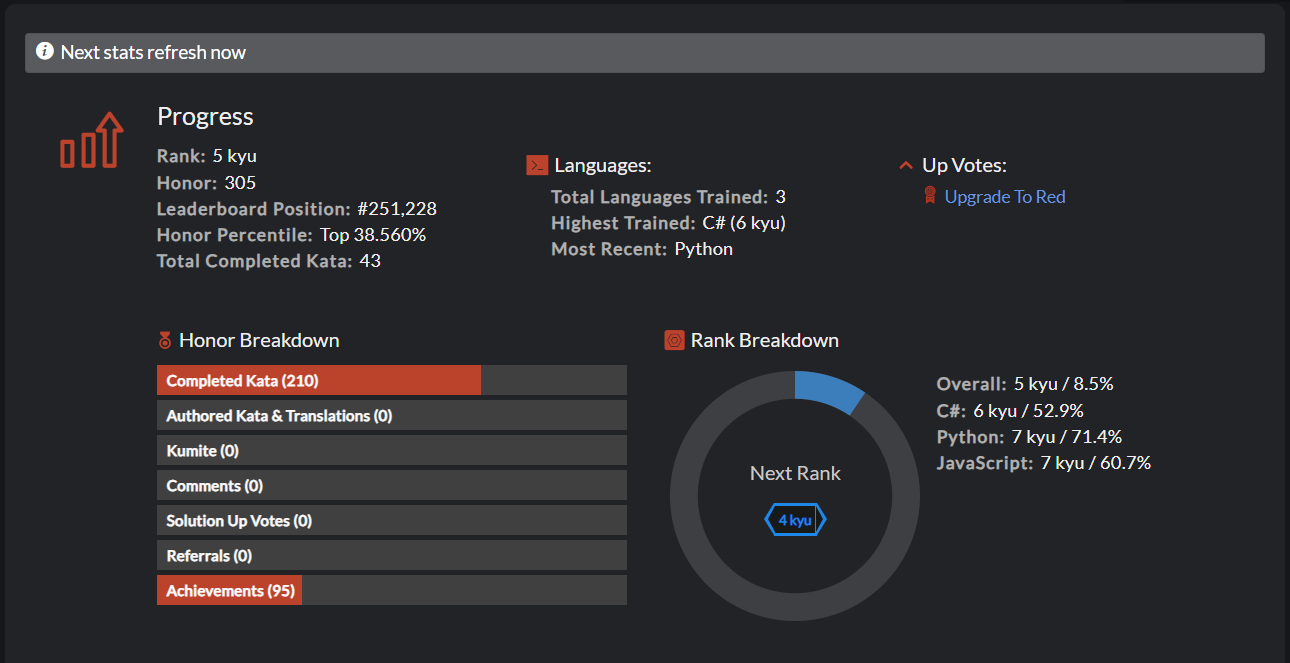 Next stats refresh now
Progress
Rank: 5 kyu
Honor: 305
Leaderboard Position: #251,228
Honor Percentile: Top 38.560%
Total Completed Kata: 43
Languages:
Total Languages Trained: 3
Highest Trained: C# (6 kyu)
Most Recent: Python
Up Votes:
Upgrade To Red
Honor Breakdown
Completed Kata (210)
Authored Kata & Translations (0)
Kumite (0)
Comments (0)
Solution Up Votes (0)
Referrals (0)
Achievements (95)
Rank Breakdown
Next Rank
4 kyu
Overall: 5 kyu / 8.5%
C#: 6 kyu / 52.9%
Python: 7 kyu / 71.4%
JavaScript: 7 kyu / 60.7%